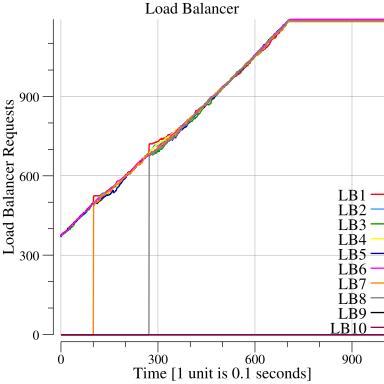 Load Balancer
Load Balancer Requests
900
600
300
0
LB1
LB2
LB3
LB4
LB5
LB6
LB7
LB8
LB9
LB10
0
300
600
900
Time [1 unit is 0.1 seconds]